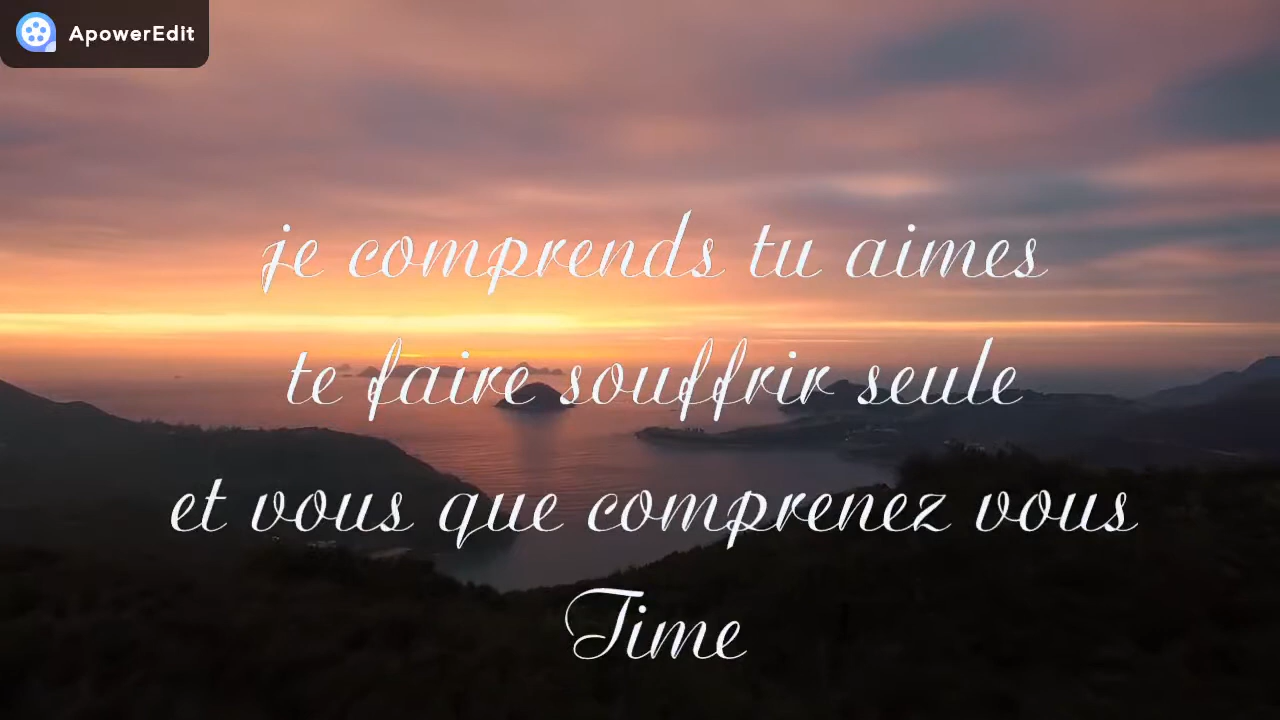 ApowerEdit
je comprends tu aimes
te faire souffrir seule
et vous que comprenez vous
Time